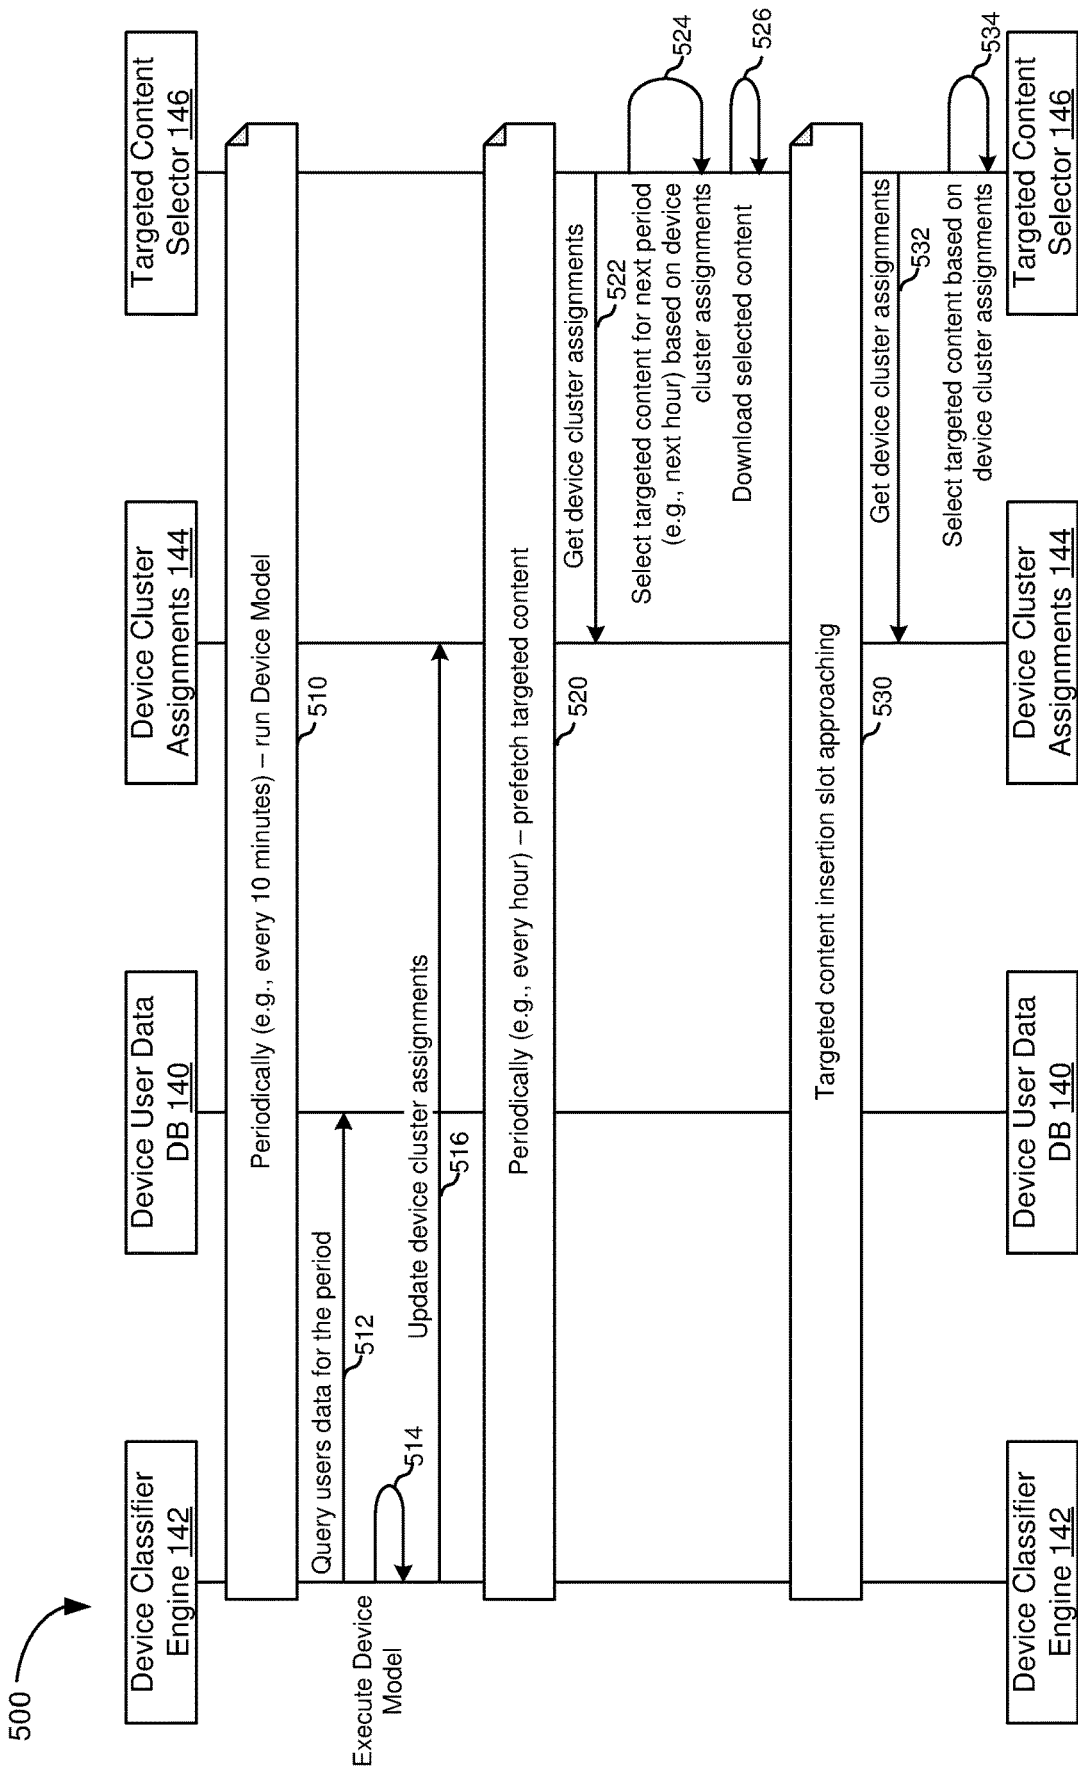 500
Device Classifier
Engine 142
Device User Data
DB 140
Device Cluster
Assignments 144
Targeted Content
Selector 146
Periodically (e.g., every 10 minutes) – run Device Model
510
Query users data for the period
512
Execute Device
Model
514
Update device cluster assignments
516
Periodically (e.g., every hour) – prefetch targeted content
520
Get device cluster assignments
522
Select targeted content for next period
(e.g., next hour) based on device
cluster assignments
524
Download selected content
526
Targeted content insertion slot approaching
530
Get device cluster assignments
532
Select targeted content based on
device cluster assignments
534
Device Classifier
Engine 142
Device User Data
DB 140
Device Cluster
Assignments 144
Targeted Content
Selector 146